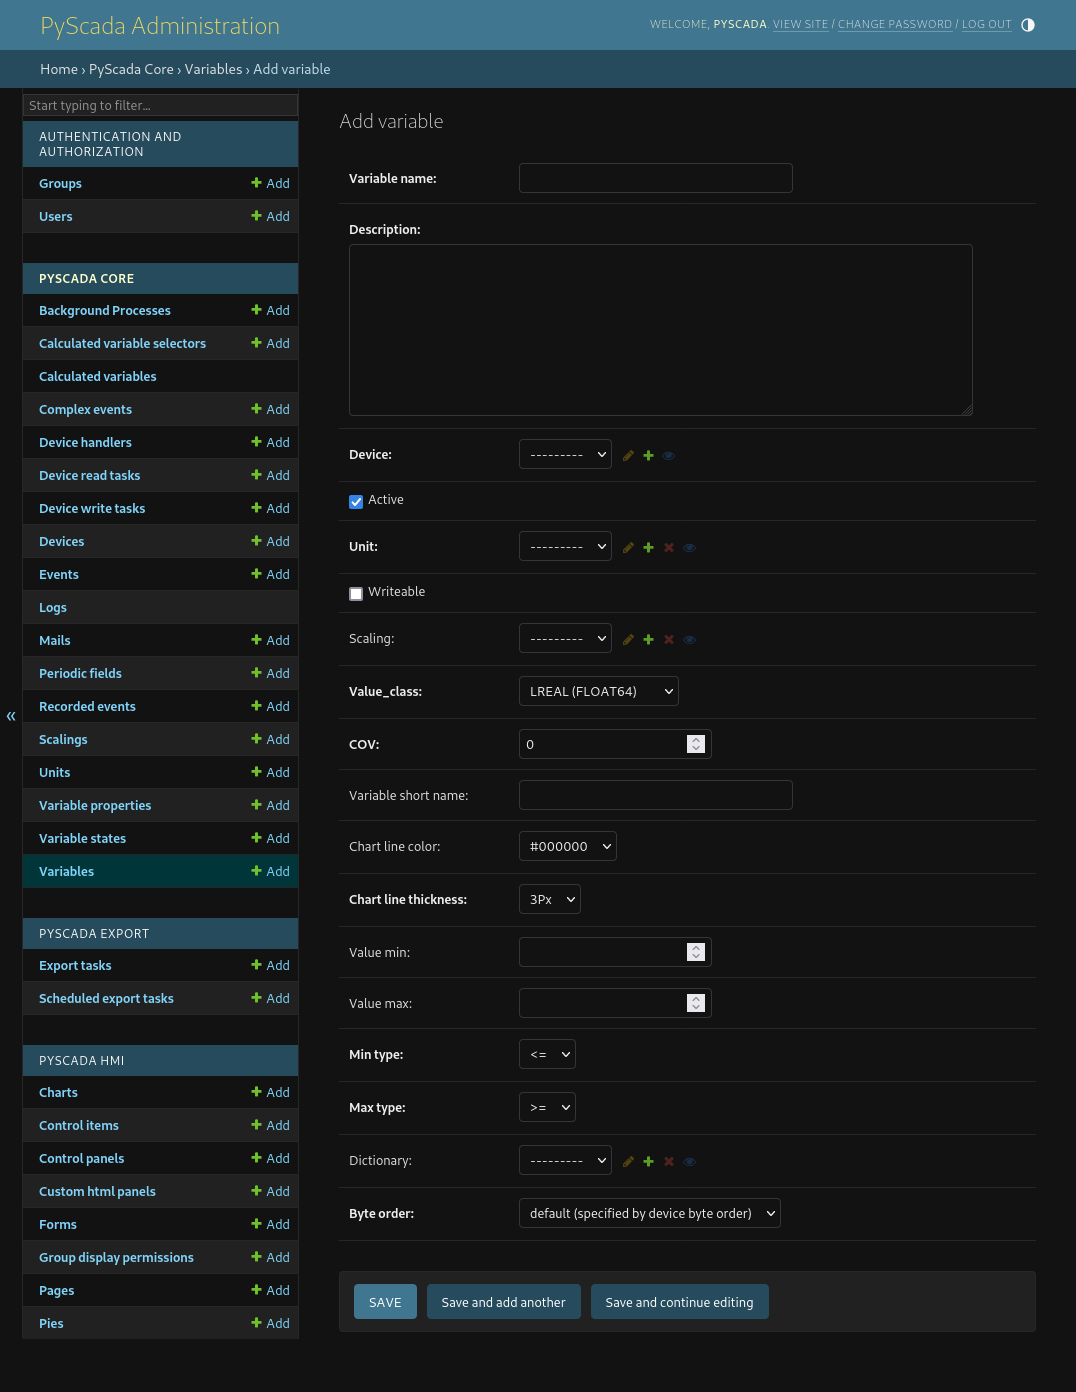 PyScada Administration
WELCOME, PYSCADA. VIEW SITE / CHANGE PASSWORD / LOG OUT
Home › PyScada Core › Variables › Add variable
Start typing to filter...
AUTHENTICATION AND
AUTHORIZATION
Groups Add
Users Add
PYSCADA CORE
Background Processes Add
Calculated variable selectors Add
Calculated variables
Complex events Add
Device handlers Add
Device read tasks Add
Device write tasks Add
Devices Add
Events Add
Logs
Mails Add
Periodic fields Add
Recorded events Add
Scalings Add
Units Add
Variable properties Add
Variable states Add
Variables Add
PYSCADA EXPORT
Export tasks Add
Scheduled export tasks Add
PYSCADA HMI
Charts Add
Control items Add
Control panels Add
Custom html panels Add
Forms Add
Group display permissions Add
Pages Add
Pies Add
«
Add variable
Variable name:
Description:
Device: ---------
Active
Unit: ---------
Writeable
Scaling: ---------
Value_class: LREAL (FLOAT64)
COV: 0
Variable short name:
Chart line color: #000000
Chart line thickness: 3Px
Value min:
Value max:
Min type: <=
Max type: >=
Dictionary: ---------
Byte order: default (specified by device byte order)
SAVE Save and add another Save and continue editing